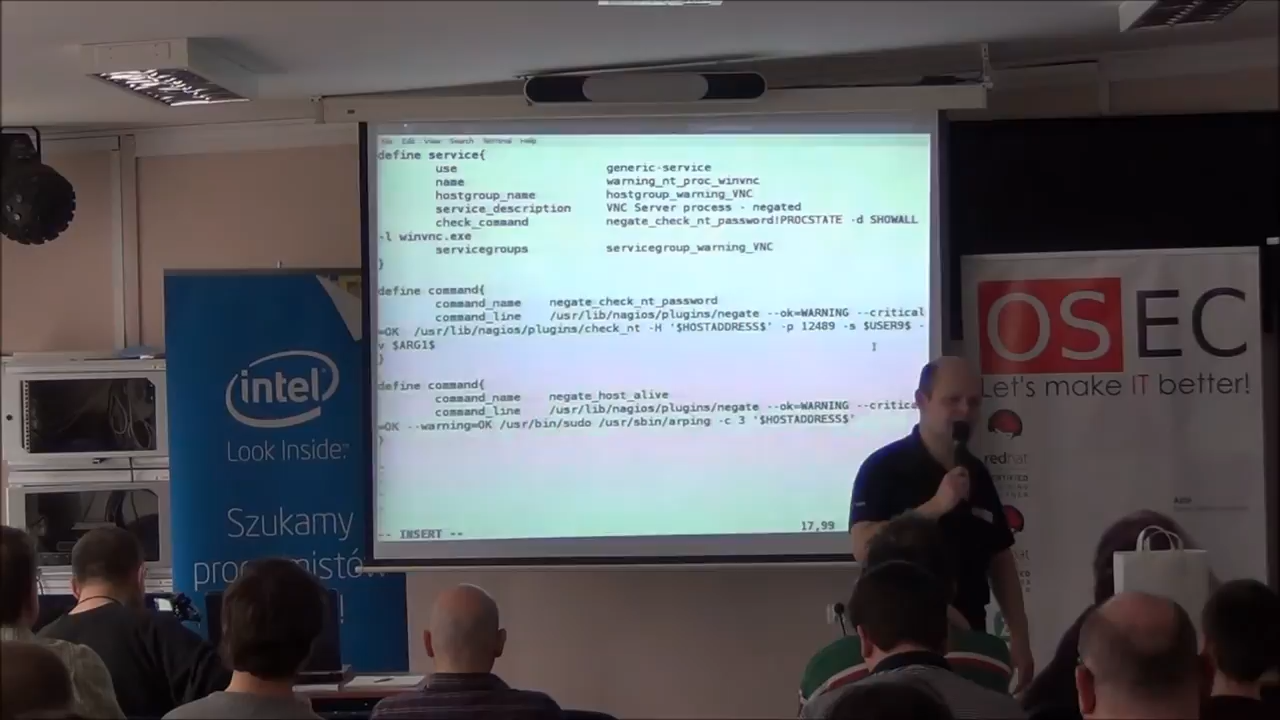 File Edit View Search Terminal Help
define service{
use generic-service
name warning_nt_proc_winvnc
hostgroup_name hostgroup_warning_VNC
service_description VNC Server process - negated
check_command negate_check_nt_password!PROCSTATE -d SHOWALL
-l winvnc.exe
servicegroups servicegroup_warning_VNC
}
define command{
command_name negate_check_nt_password
command_line /usr/lib/nagios/plugins/negate --ok=WARNING --critical
=OK /usr/lib/nagios/plugins/check_nt -H '$HOSTADDRESS$' -p 12489 -s $USER9$ -
v $ARG1$
}
define command{
command_name negate_host_alive
command_line /usr/lib/nagios/plugins/negate --ok=WARNING --critica
=OK --warning=OK /usr/bin/sudo /usr/sbin/arping -c 3 '$HOSTADDRESS$'
}
-- INSERT --
17,99
intel
Look Inside.™
Szukamy
OSEC
Let's make IT better!
redhat
CERTIFIED